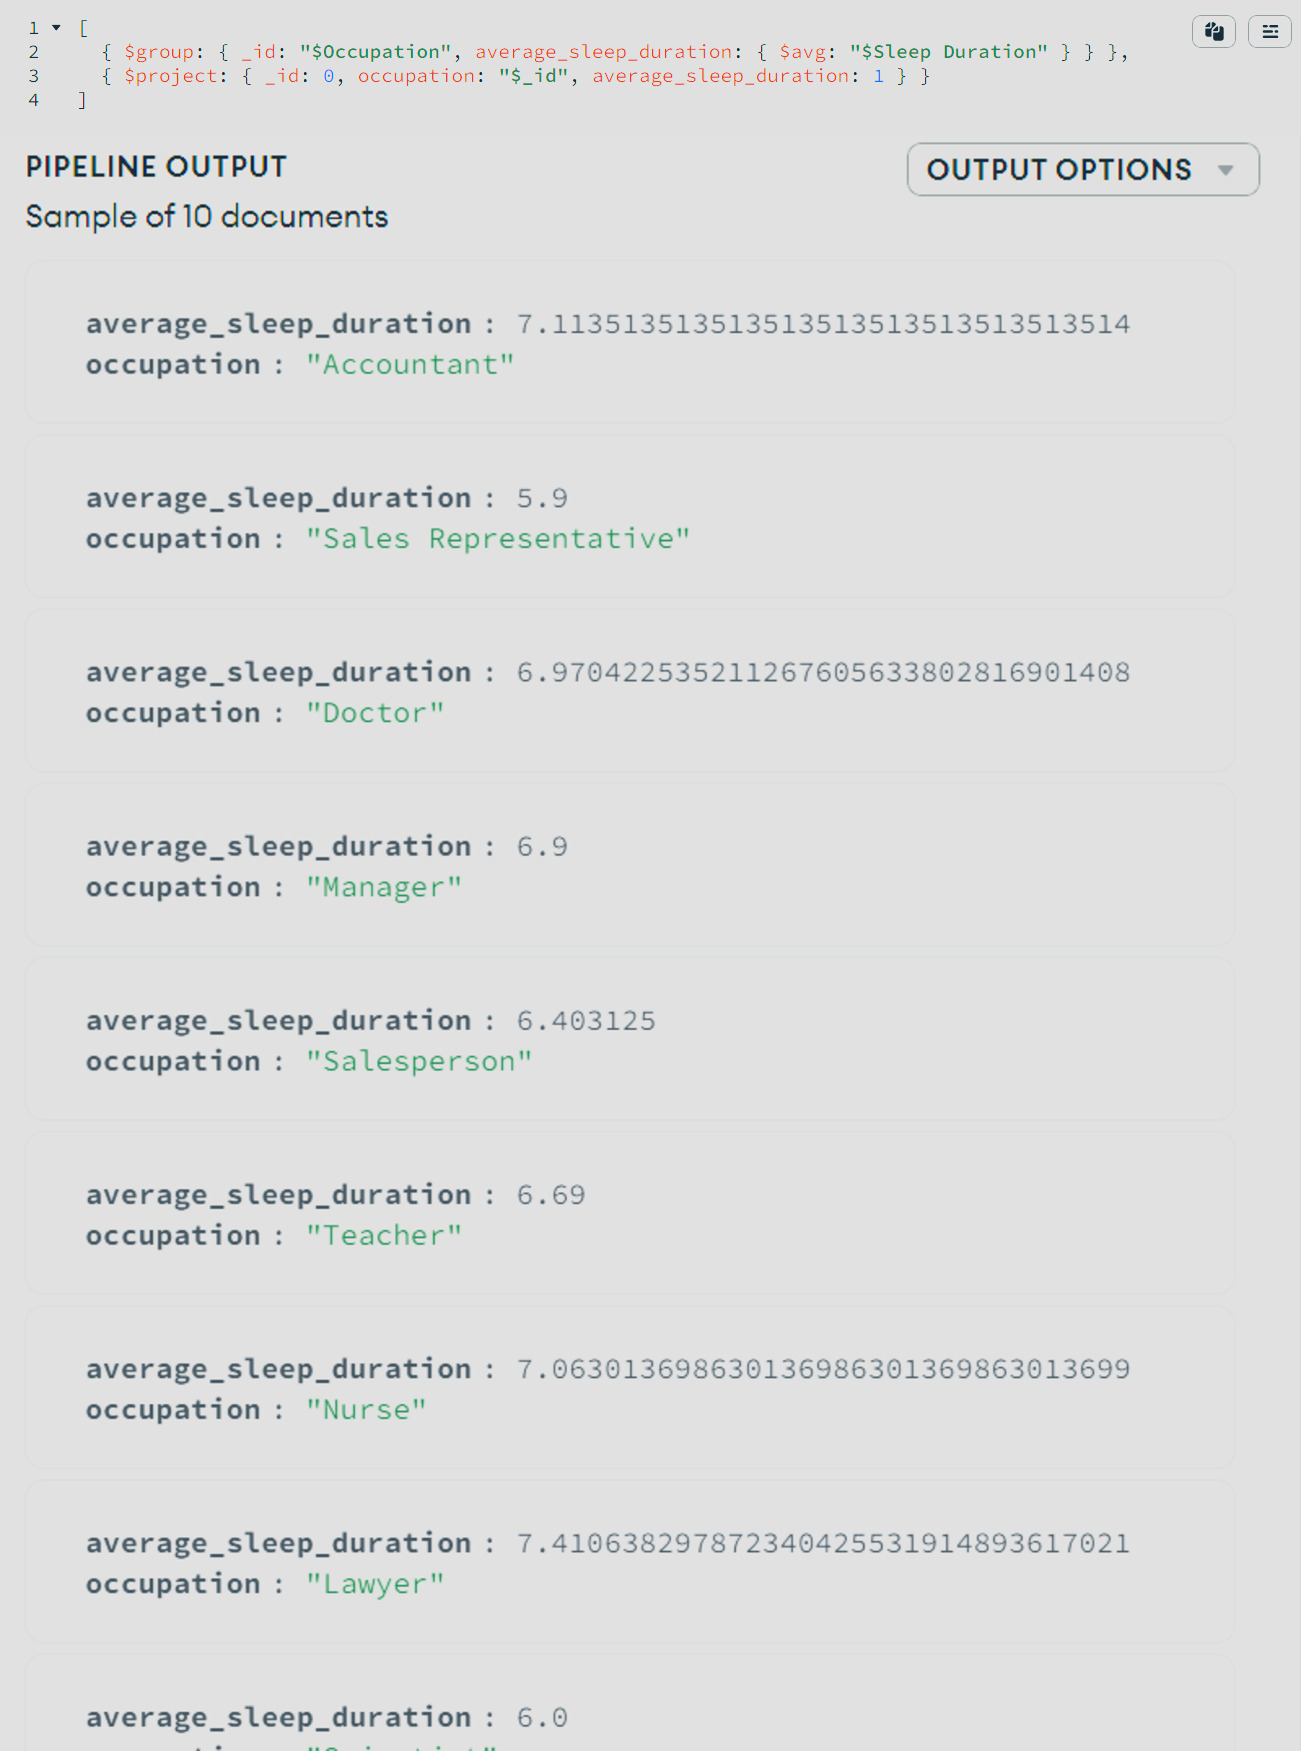 1 [
2 { $group: { _id: "$Occupation", average_sleep_duration: { $avg: "$Sleep Duration" } } },
3 { $project: { _id: 0, occupation: "$_id", average_sleep_duration: 1 } }
4 ]
PIPELINE OUTPUT
OUTPUT OPTIONS
Sample of 10 documents
average_sleep_duration : 7.113513513513513513513513513513514
occupation : "Accountant"
average_sleep_duration : 5.9
occupation : "Sales Representative"
average_sleep_duration : 6.970422535211267605633802816901408
occupation : "Doctor"
average_sleep_duration : 6.9
occupation : "Manager"
average_sleep_duration : 6.403125
occupation : "Salesperson"
average_sleep_duration : 6.69
occupation : "Teacher"
average_sleep_duration : 7.063013698630136986301369863013699
occupation : "Nurse"
average_sleep_duration : 7.410638297872340425531914893617021
occupation : "Lawyer"
average_sleep_duration : 6.0